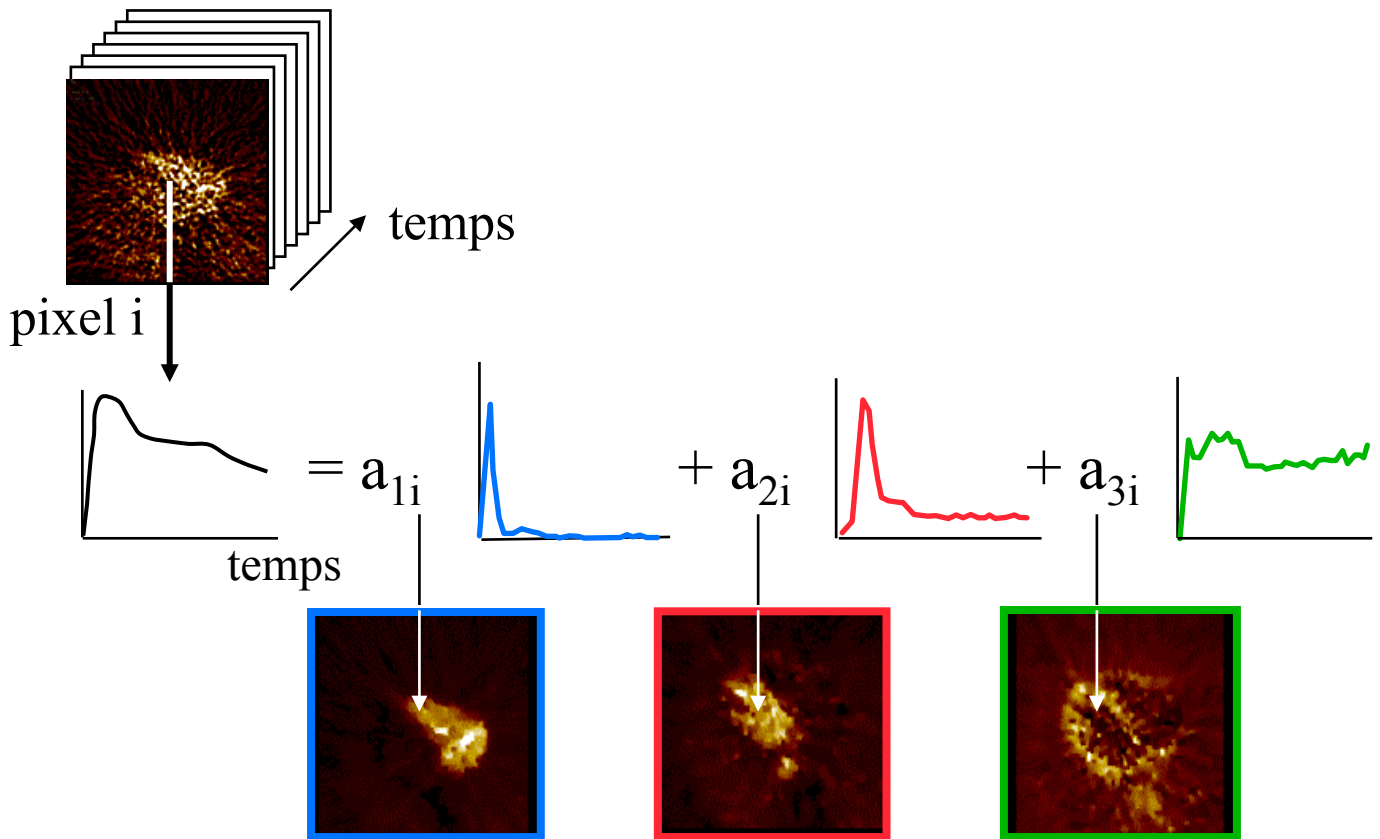 temps
pixel i
= a1i + a2i + a3i
temps